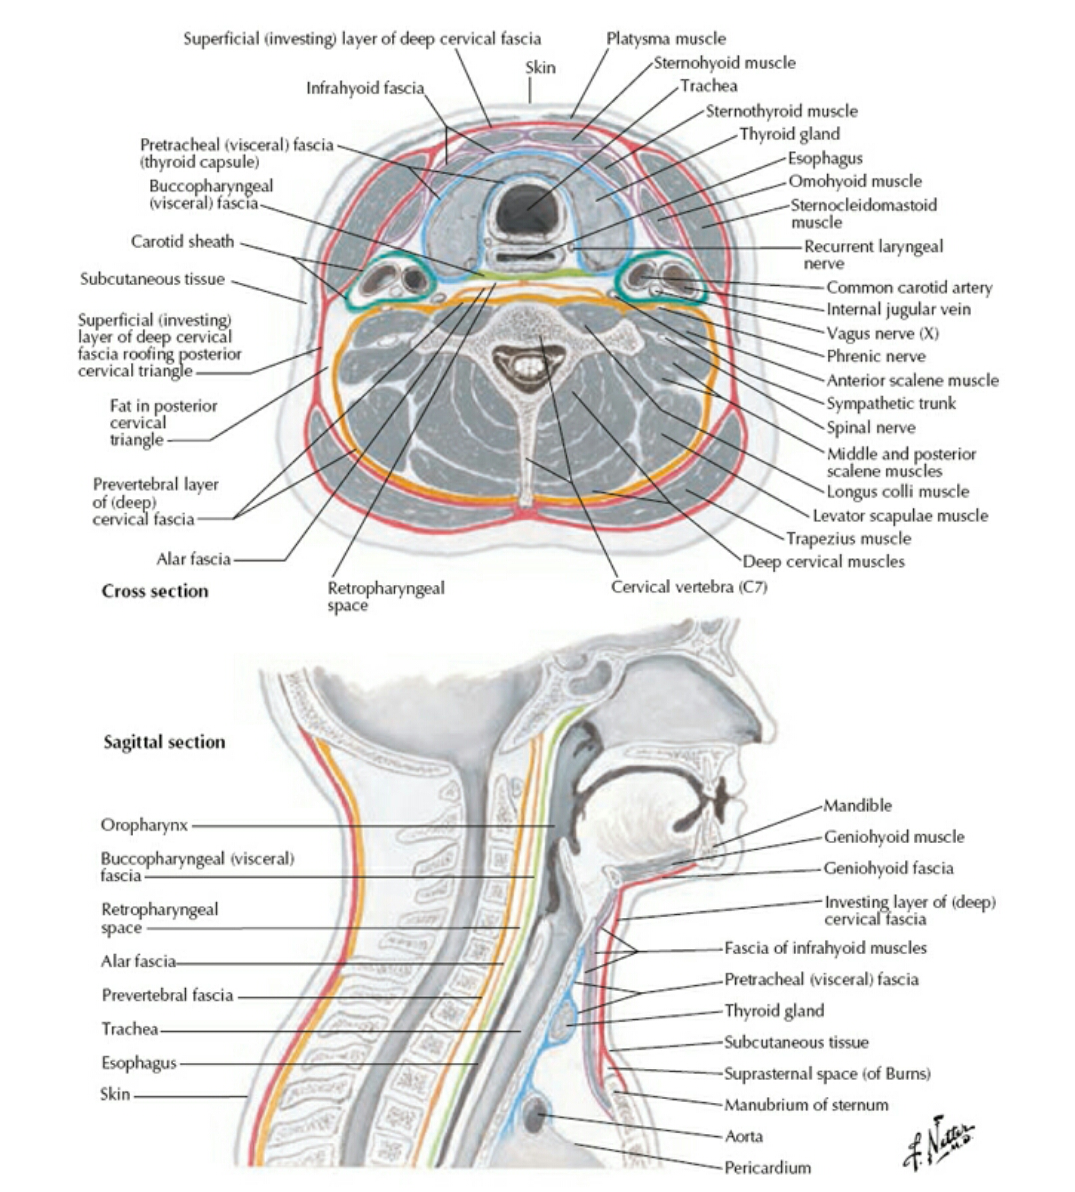 Superficial (investing) layer of deep cervical fascia
Platysma muscle
Skin
Sternohyoid muscle
Infrahyoid fascia
Trachea
Sternothyroid muscle
Pretracheal (visceral) fascia
(thyroid capsule)
Thyroid gland
Buccopharyngeal
(visceral) fascia
Esophagus
Omohyoid muscle
Sternocleidomastoid
muscle
Carotid sheath
Recurrent laryngeal
nerve
Subcutaneous tissue
Common carotid artery
Internal jugular vein
Superficial (investing)
layer of deep cervical
fascia roofing posterior
cervical triangle
Vagus nerve (X)
Phrenic nerve
Anterior scalene muscle
Fat in posterior
cervical
triangle
Sympathetic trunk
Spinal nerve
Middle and posterior
scalene muscles
Prevertebral layer
of (deep)
cervical fascia
Longus colli muscle
Levator scapulae muscle
Trapezius muscle
Alar fascia
Deep cervical muscles
Cross section
Retropharyngeal
space
Cervical vertebra (C7)
Sagittal section
Mandible
Oropharynx
Geniohyoid muscle
Buccopharyngeal (visceral)
fascia
Geniohyoid fascia
Retropharyngeal
space
Investing layer of (deep)
cervical fascia
Alar fascia
Fascia of infrahyoid muscles
Prevertebral fascia
Pretracheal (visceral) fascia
Trachea
Thyroid gland
Esophagus
Subcutaneous tissue
Skin
Suprasternal space (of Burns)
Manubrium of sternum
Aorta
Pericardium
F. Netter
M.D.